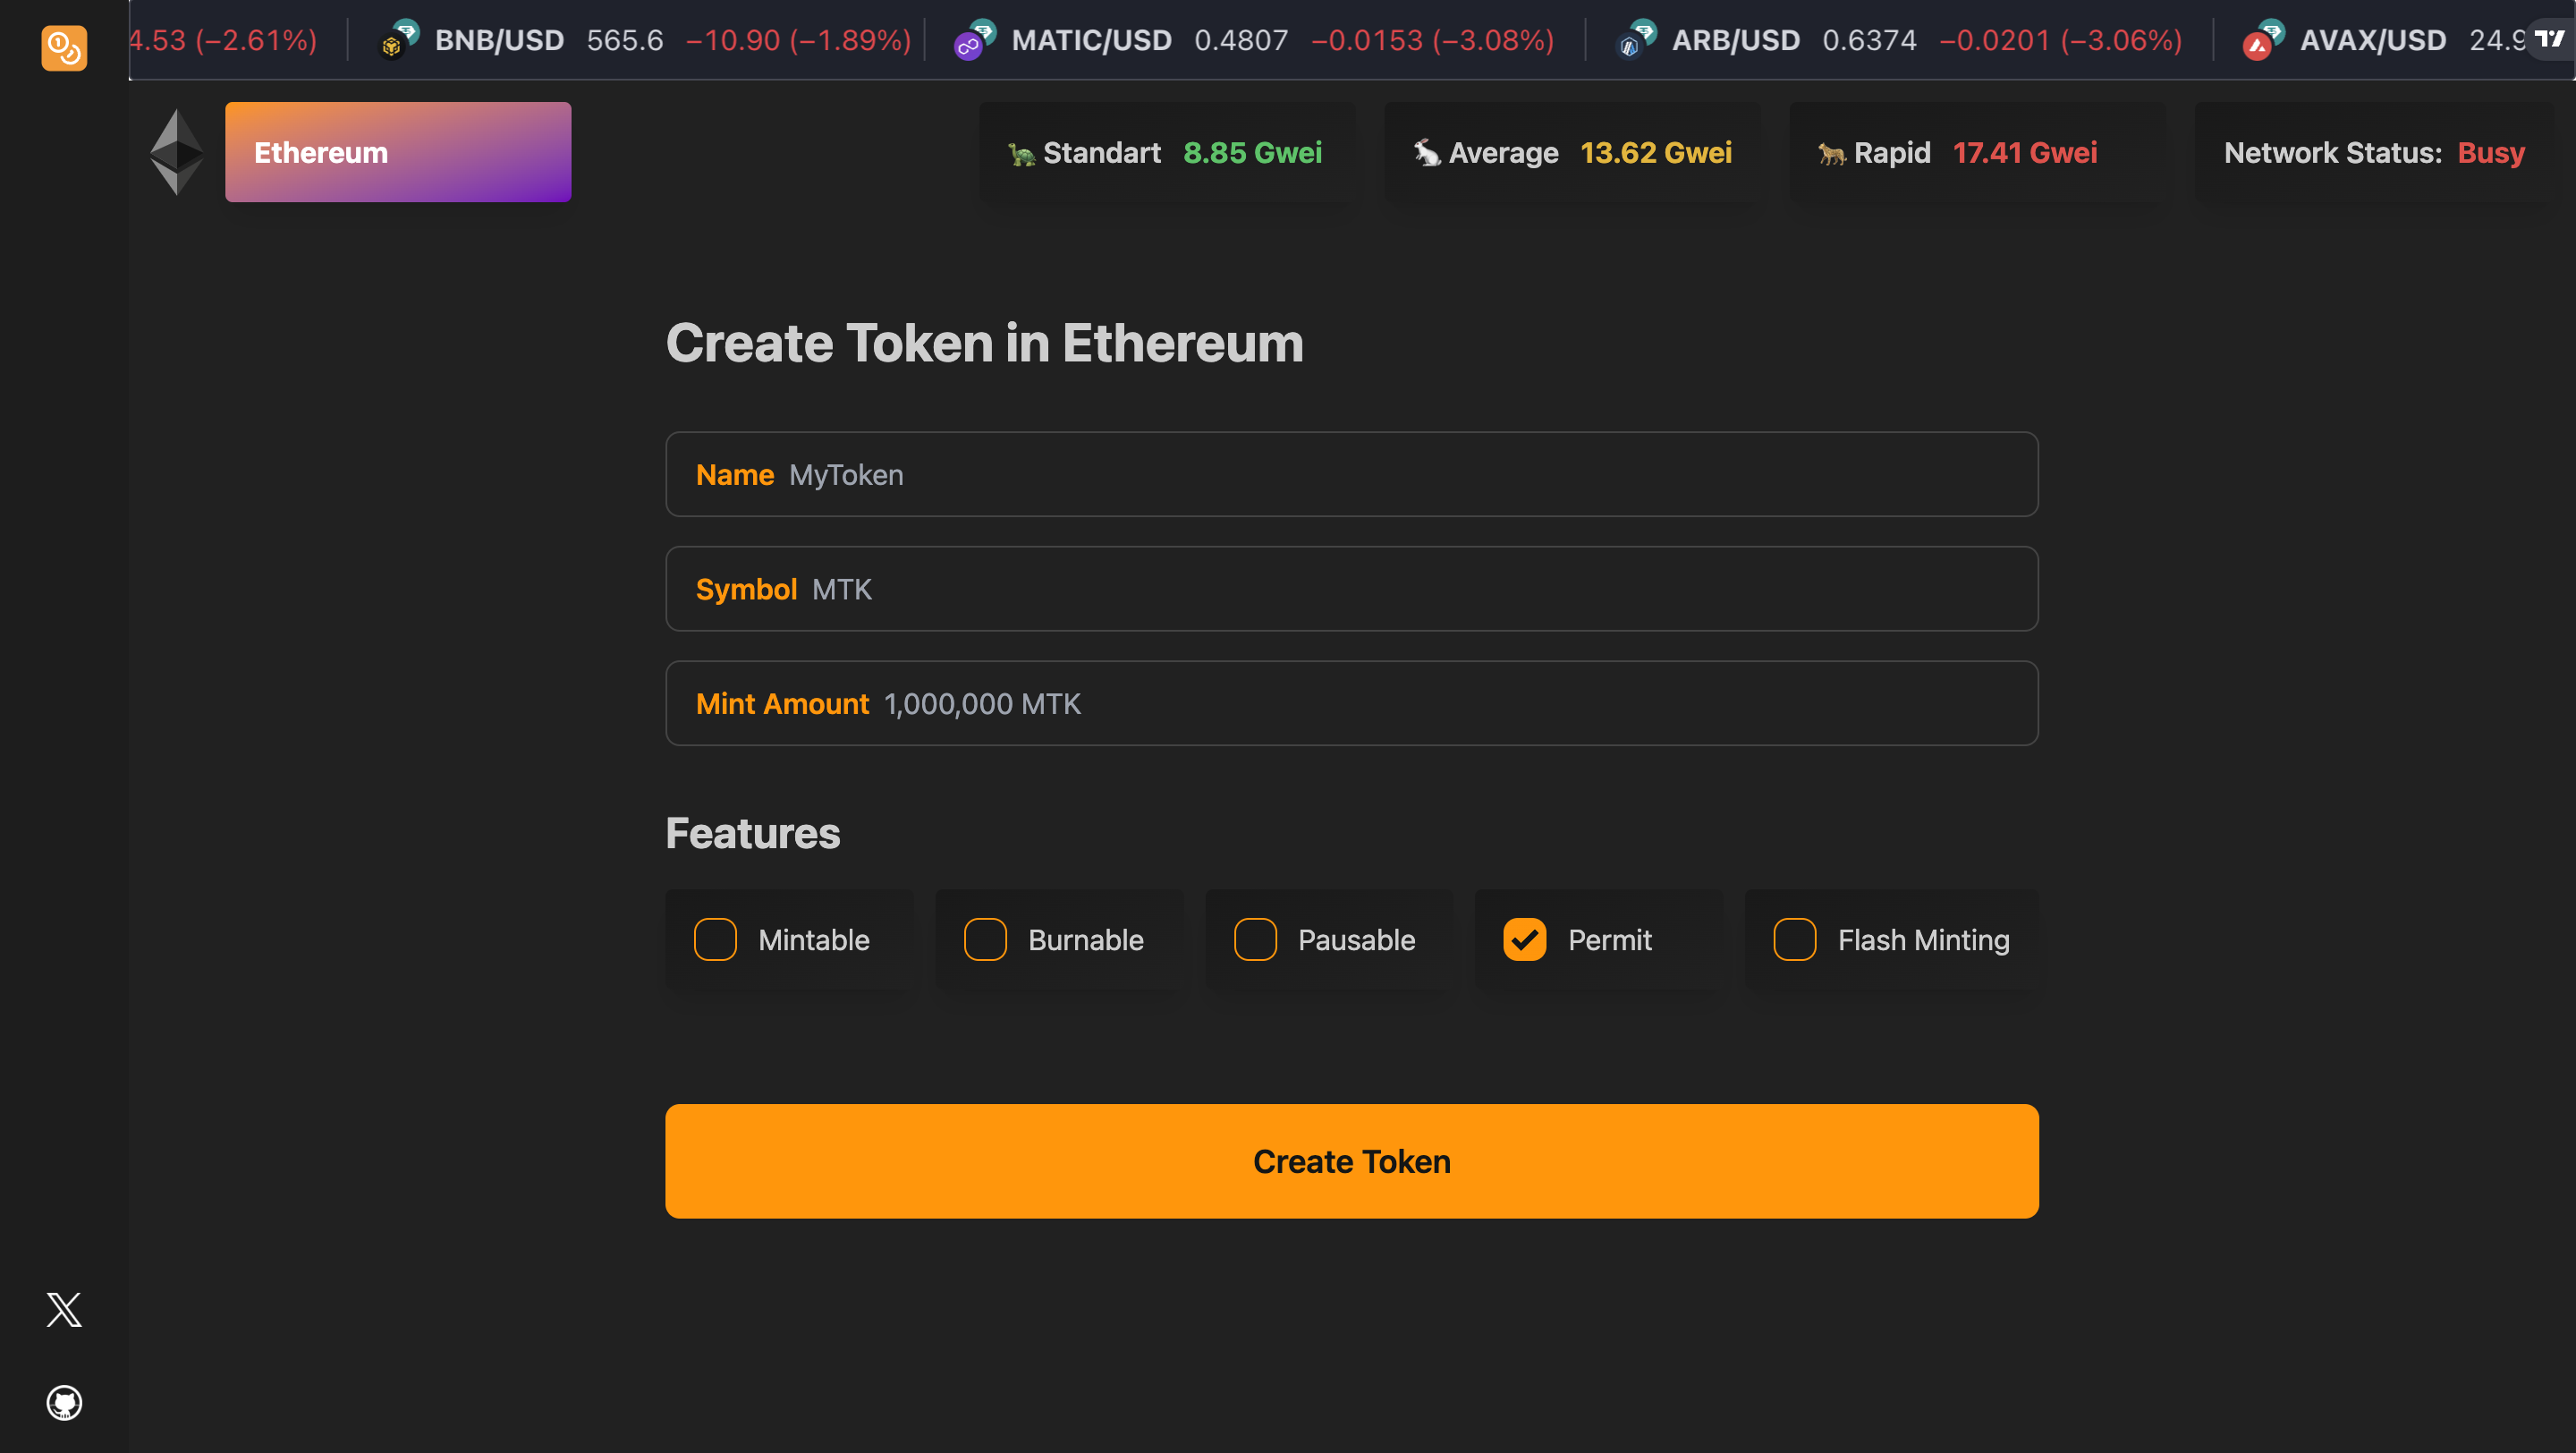 4.53 (−2.61%) BNB/USD 565.6 −10.90 (−1.89%) MATIC/USD 0.4807 −0.0153 (−3.08%) ARB/USD 0.6374 −0.0201 (−3.06%) AVAX/USD 24.9
Ethereum Standart 8.85 Gwei Average 13.62 Gwei Rapid 17.41 Gwei Network Status: Busy
Create Token in Ethereum
Name MyToken
Symbol MTK
Mint Amount 1,000,000 MTK
Features
Mintable Burnable Pausable Permit Flash Minting
Create Token